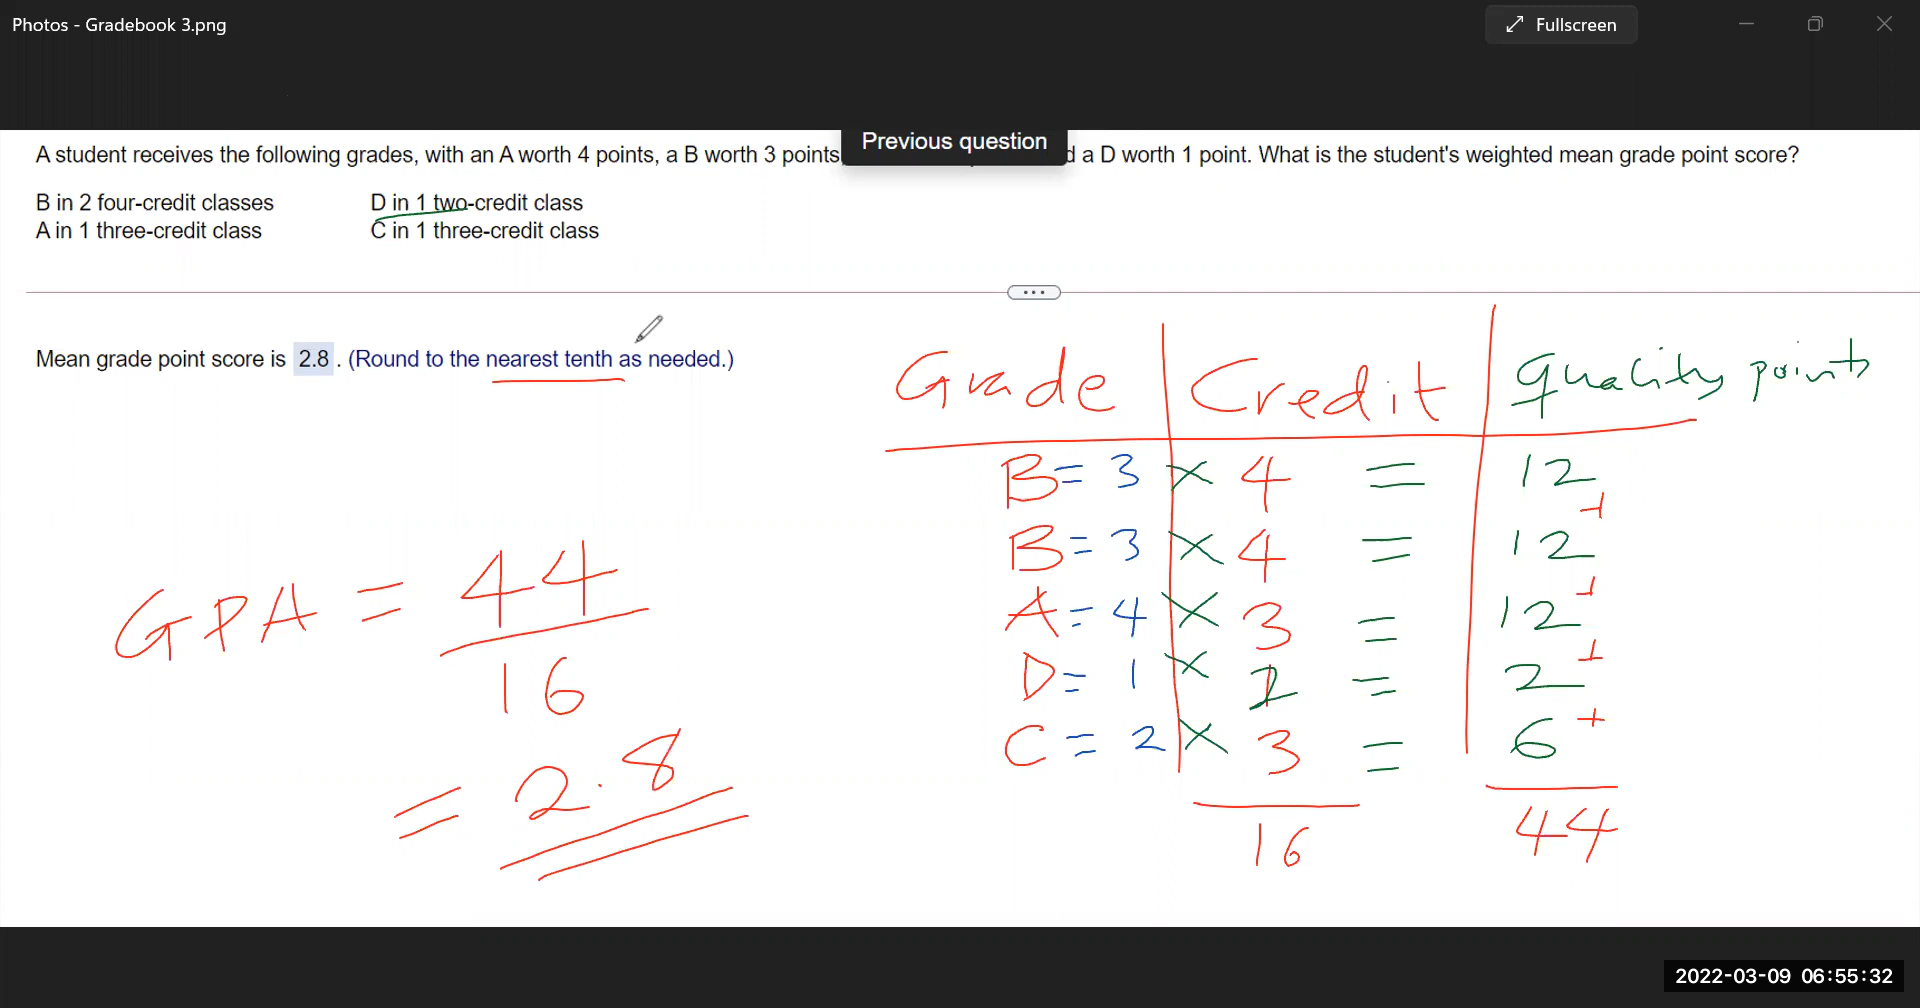 Photos - Gradebook 3.png
Fullscreen
Previous question
A student receives the following grades, with an A worth 4 points, a B worth 3 points, a D worth 1 point. What is the student's weighted mean grade point score?
B in 2 four-credit classes D in 1 two-credit class
A in 1 three-credit class C in 1 three-credit class
Mean grade point score is 2.8. (Round to the nearest tenth as needed.)
Grade Credit quality points
B = 3 × 4 = 12
+
B = 3 × 4 = 12
+
A = 4 × 3 = 12
+
D = 1 × 2 = 2
+
C = 2 × 3 = 6
16 44
GPA = 44
16
= 2.8
2022-03-09 06:55:32